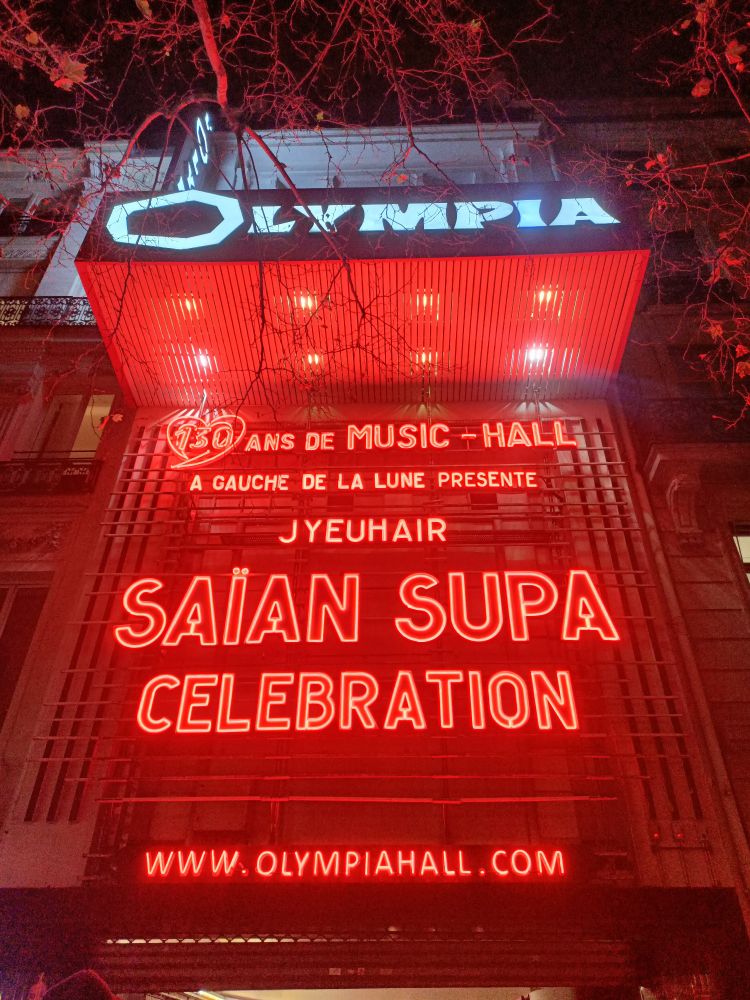 OLYMPIA
130 ANS DE MUSIC-HALL
A GAUCHE DE LA LUNE PRESENTE
JYEUHAIR
SAÏAN SUPA
CELEBRATION
WWW.OLYMPIAHALL.COM